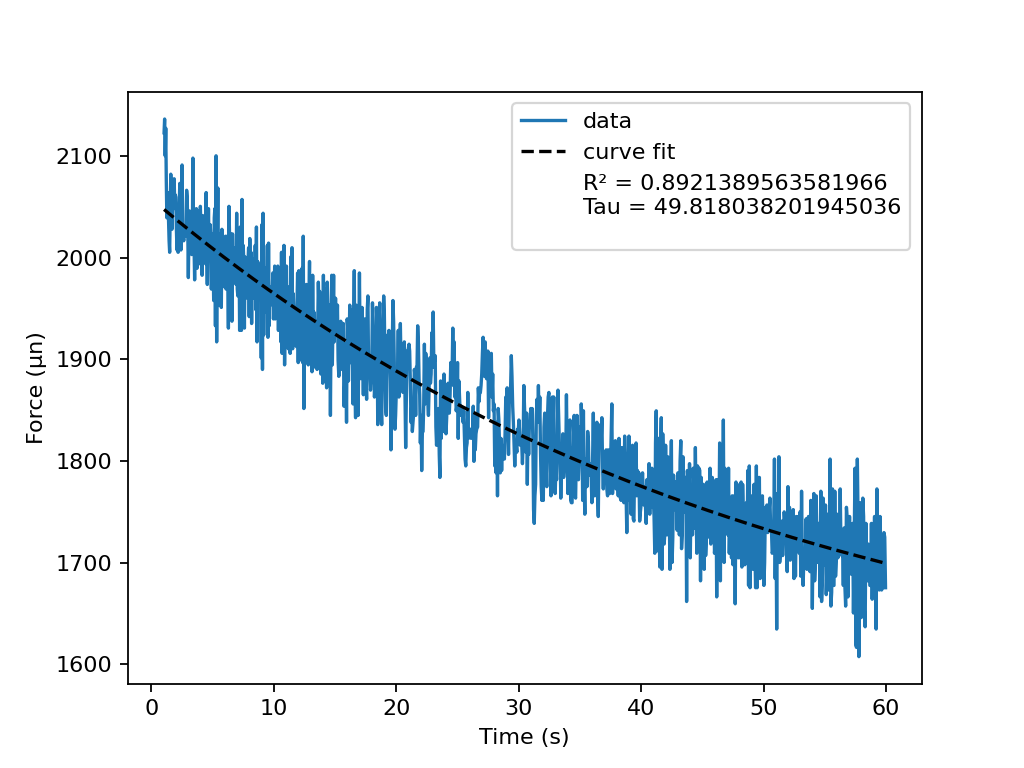 data
curve fit
R² = 0.8921389563581966
Tau = 49.818038201945036
2100
2000
1900
1800
1700
1600
Force (µn)
0 10 20 30 40 50 60
Time (s)